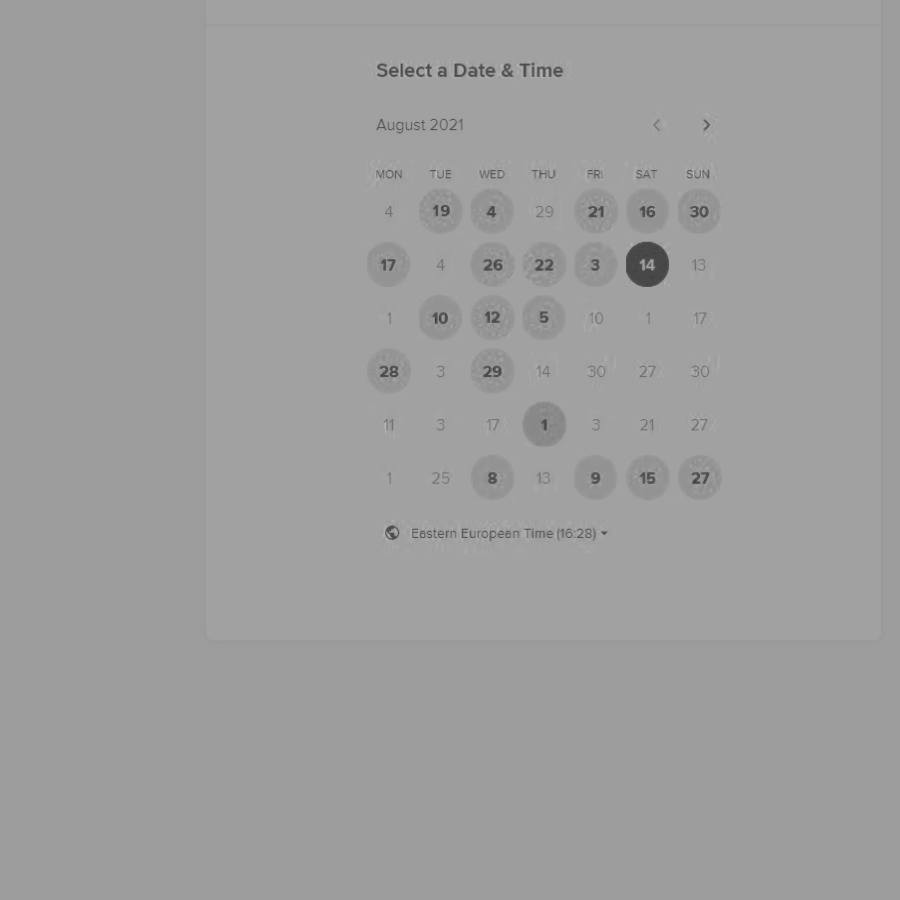 Select a Date & Time
August 2021
MON TUE WED THU FRI SAT SUN
4 19 4 29 21 16 30
17 4 26 22 3 14 13
1 10 12 5 10 1 17
28 3 29 14 30 27 30
11 3 17 1 3 21 27
1 25 8 13 9 15 27
Eastern European Time (16:28)